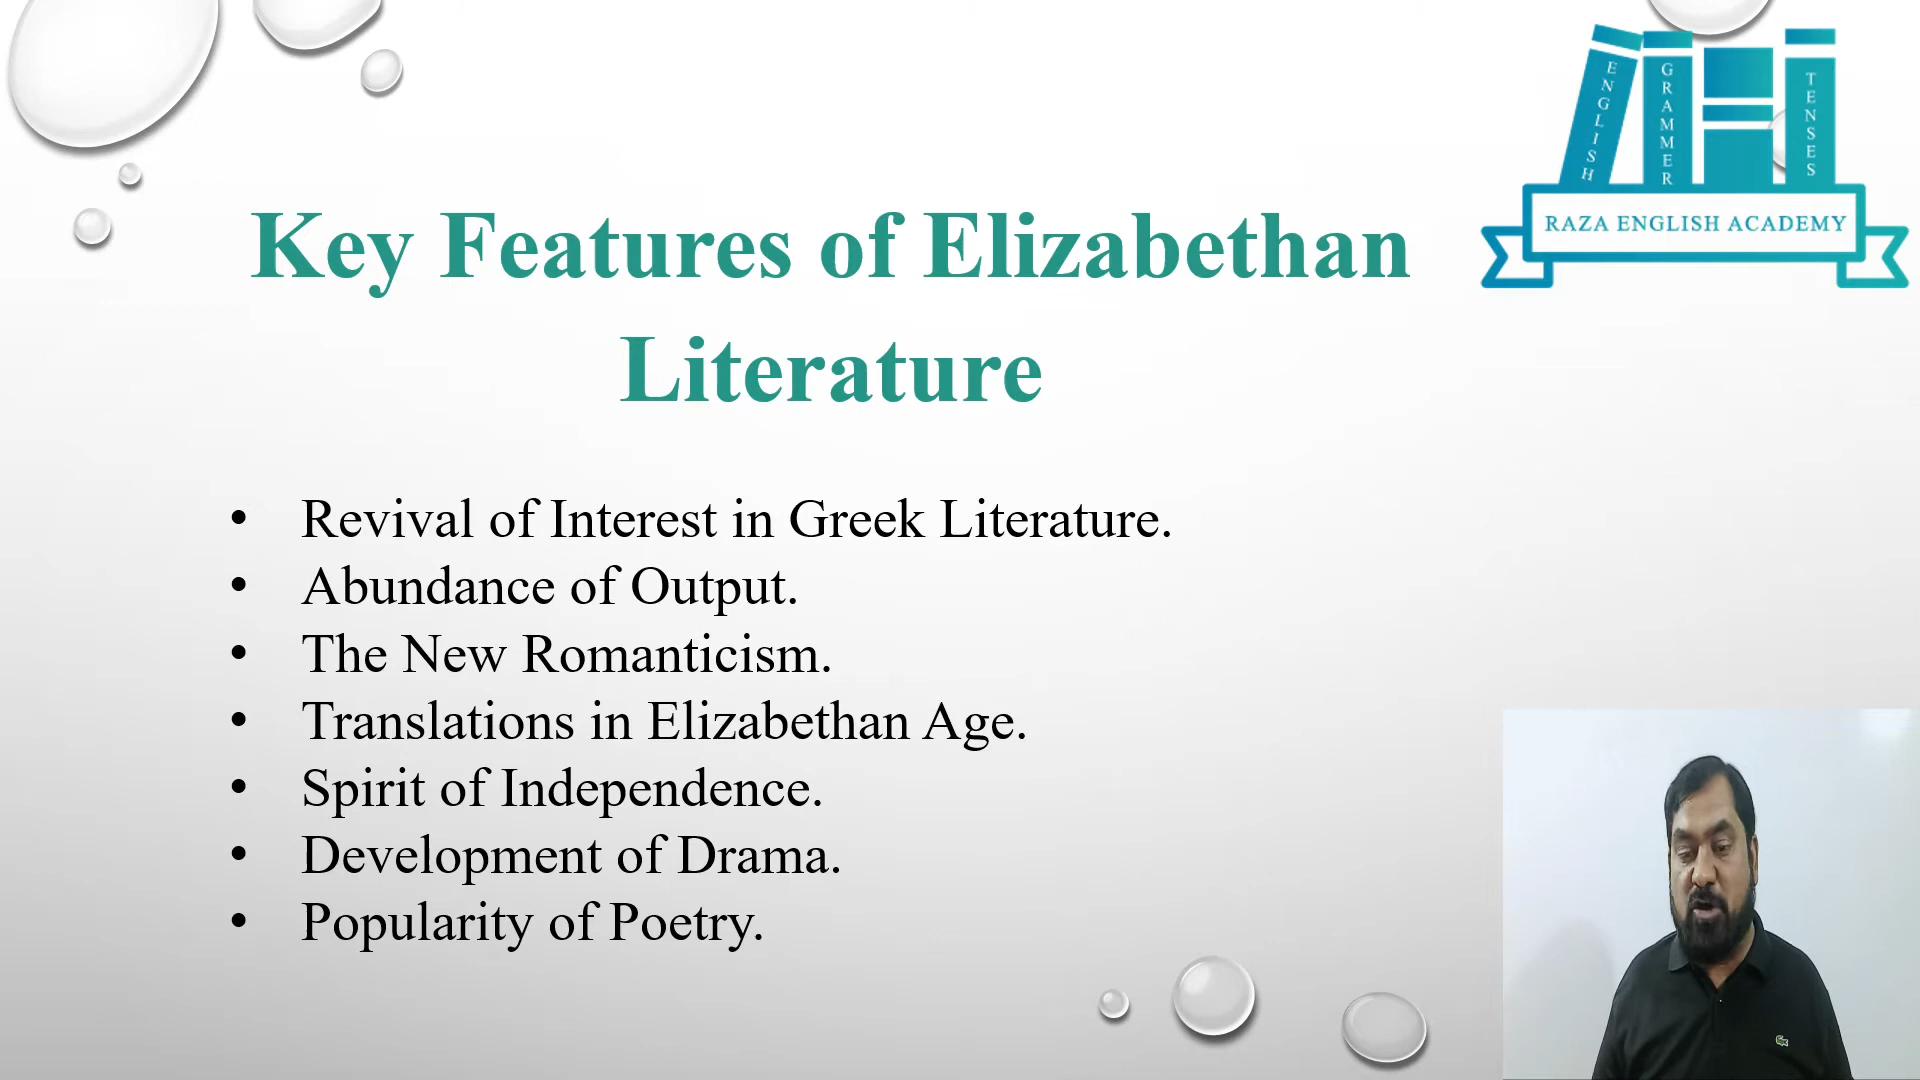 ENGLISH
GRAMMER
TENSES
RAZA ENGLISH ACADEMY
Key Features of Elizabethan
Literature
• Revival of Interest in Greek Literature.
• Abundance of Output.
• The New Romanticism.
• Translations in Elizabethan Age.
• Spirit of Independence.
• Development of Drama.
• Popularity of Poetry.